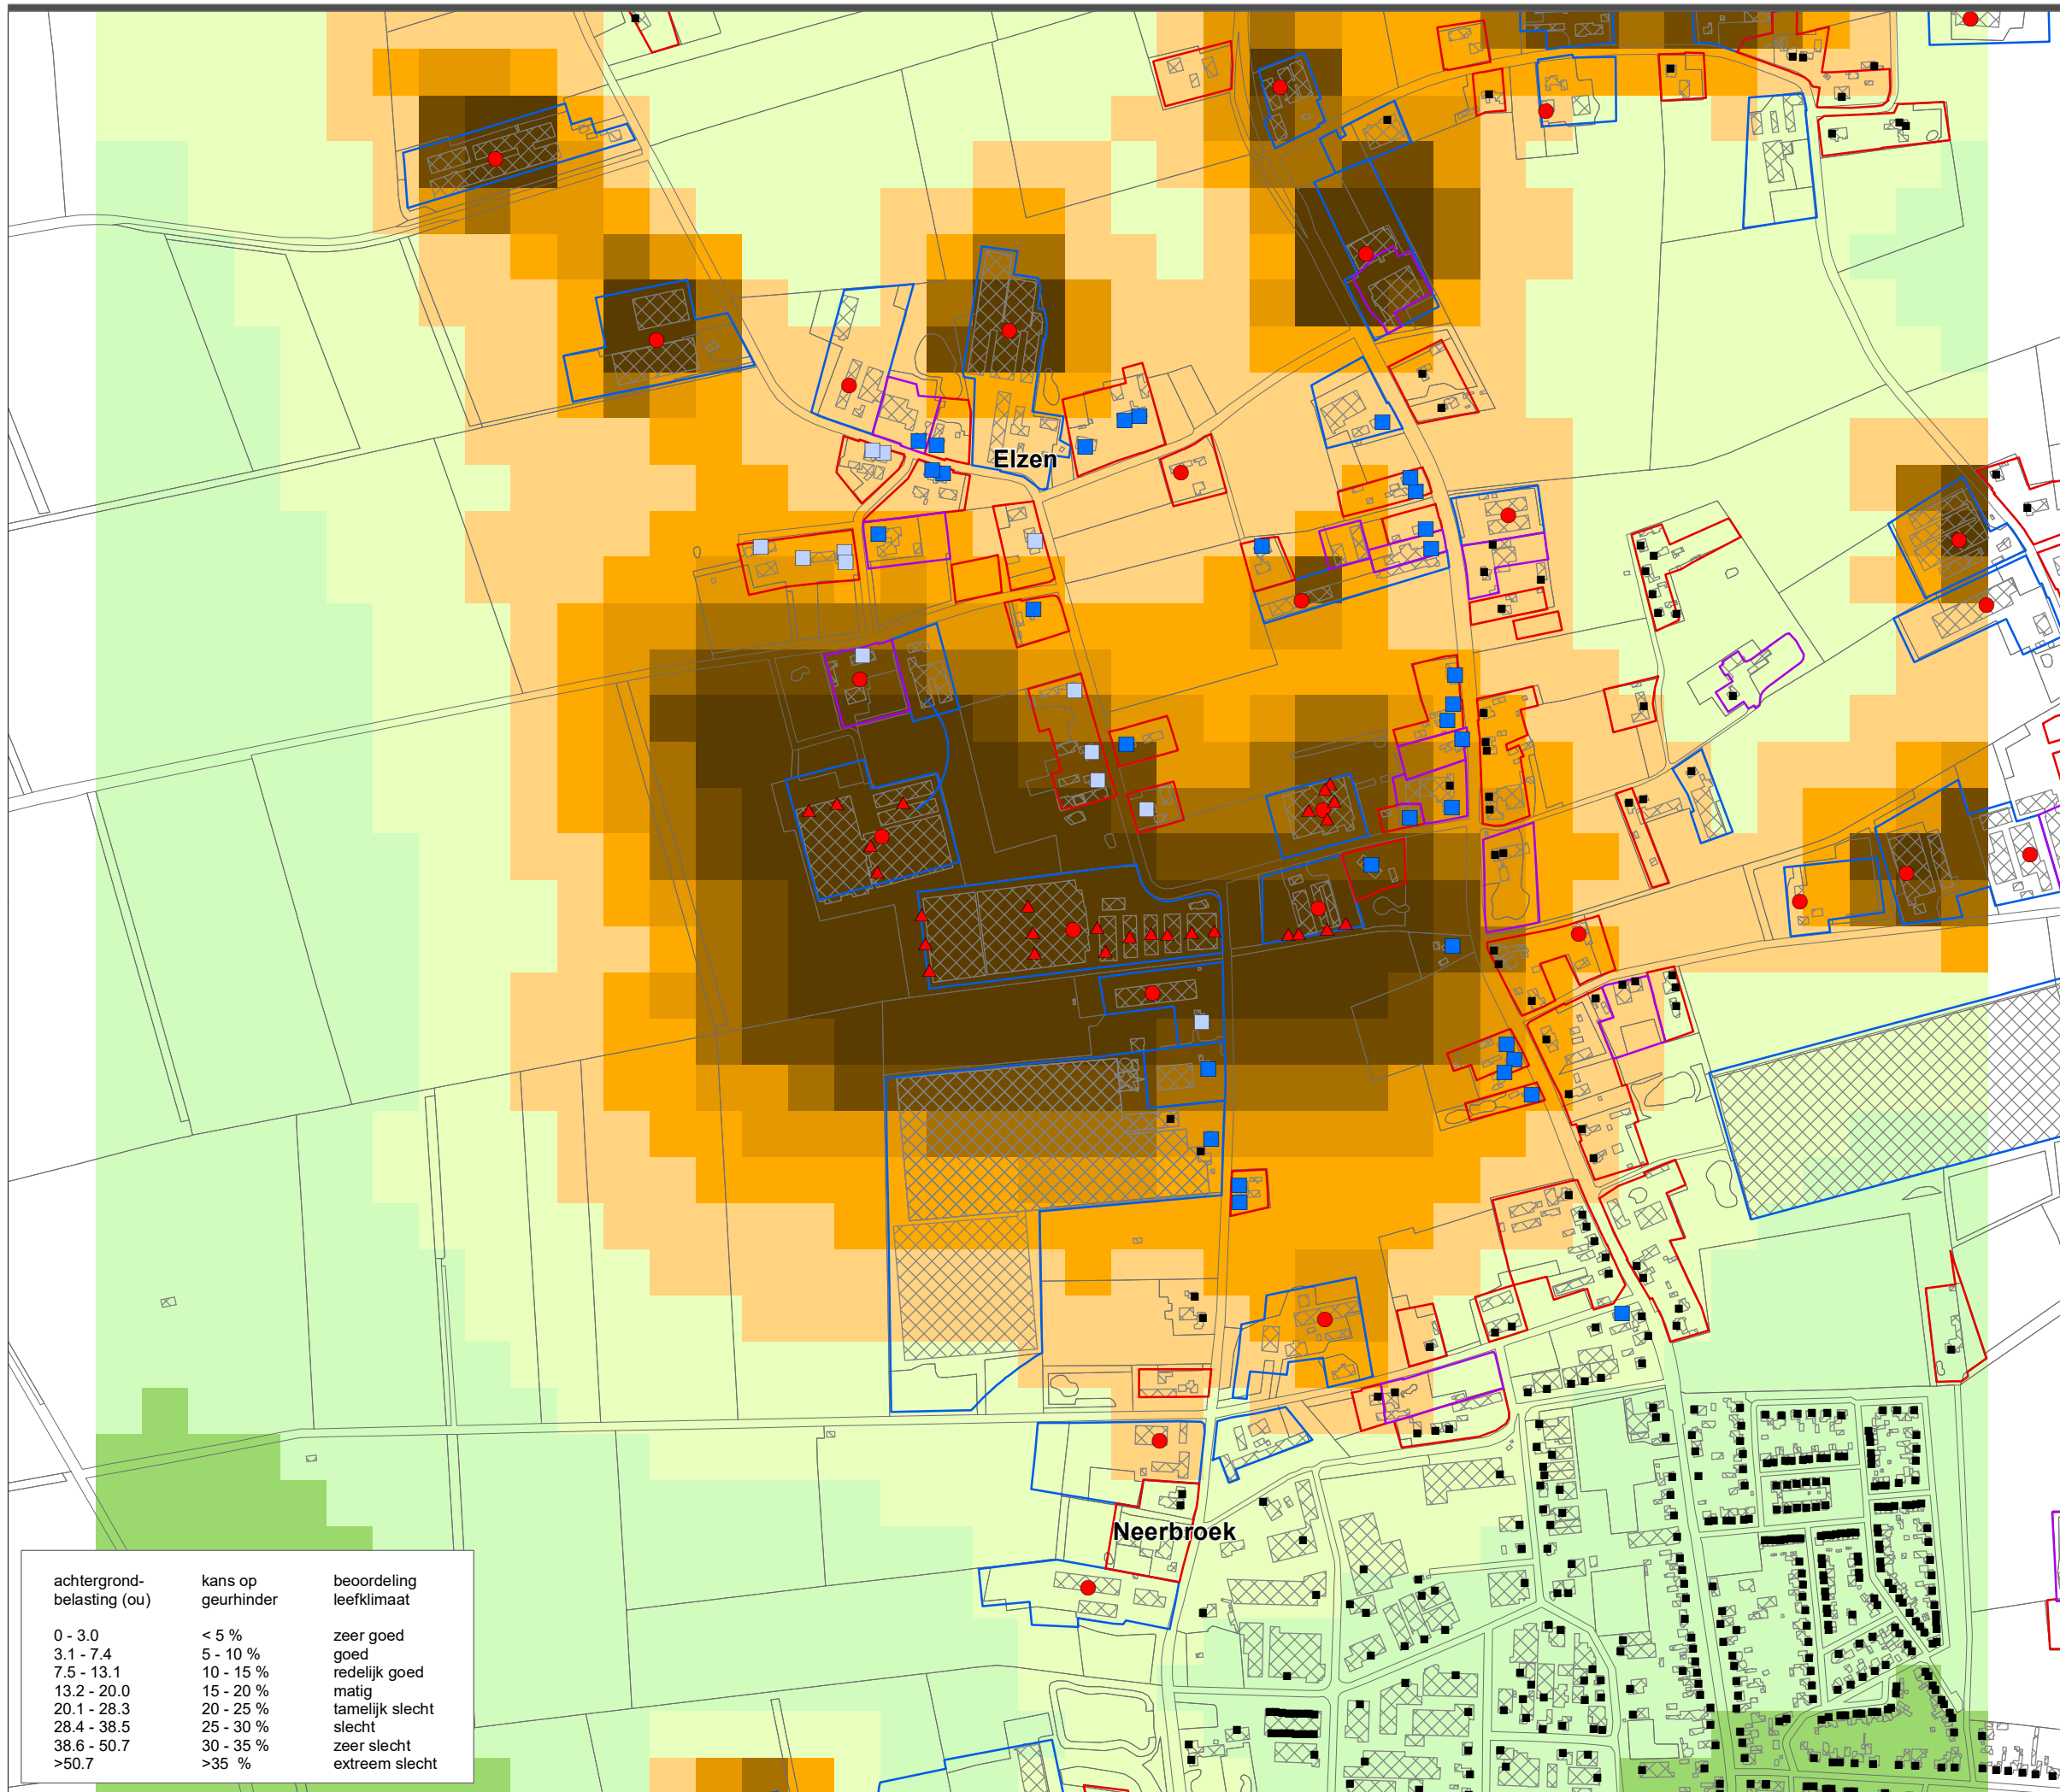 Elzen
Neerbroek
achtergrond- kans op beoordeling
belasting (ou) geurhinder leefklimaat
0 - 3.0 < 5 % zeer goed
3.1 - 7.4 5 - 10 % goed
7.5 - 13.1 10 - 15 % redelijk goed
13.2 - 20.0 15 - 20 % matig
20.1 - 28.3 20 - 25 % tamelijk slecht
28.4 - 38.5 25 - 30 % slecht
38.6 - 50.7 30 - 35 % zeer slecht
>50.7 >35 % extreem slecht